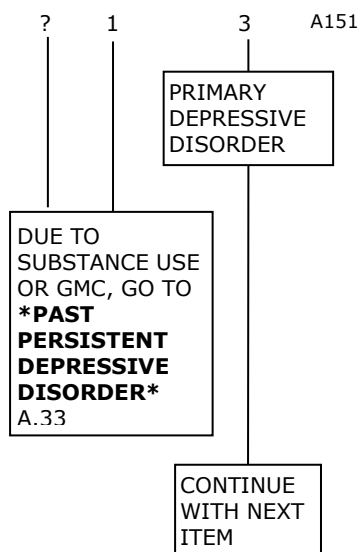 ? 1 3 A151
PRIMARY
DEPRESSIVE
DISORDER
DUE TO
SUBSTANCE USE
OR GMC, GO TO
*PAST
PERSISTENT
DEPRESSIVE
DISORDER*
A.33
CONTINUE
WITH NEXT
ITEM